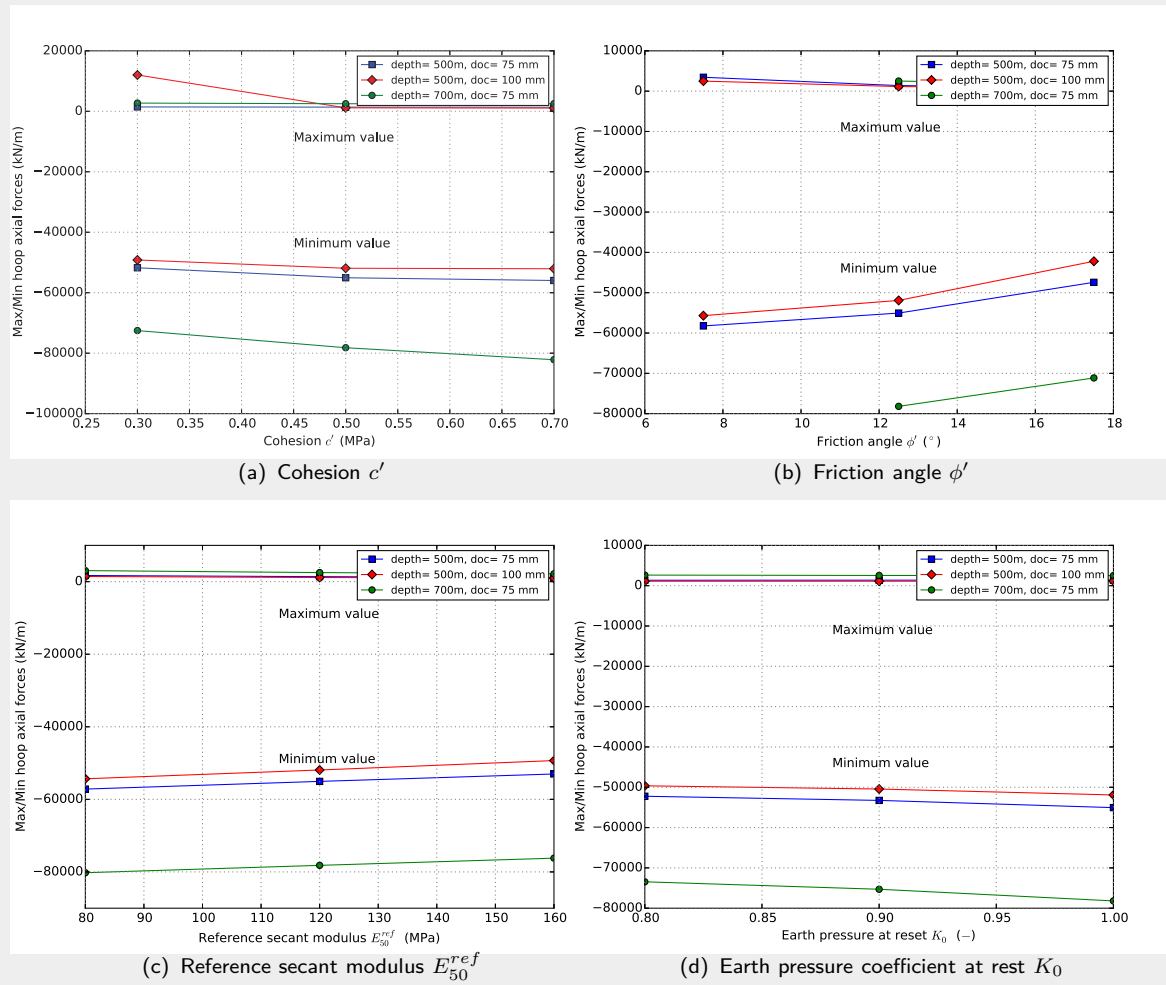 20000
0
−20000
−40000
−60000
−80000
−100000
Max/Min hoop axial forces (kN/m)
depth= 500m, doc= 75 mm
depth= 500m, doc= 100 mm
depth= 700m, doc= 75 mm
Maximum value
Minimum value
0.25 0.30 0.35 0.40 0.45 0.50 0.55 0.60 0.65 0.70
Cohesion c′ (MPa)
(a) Cohesion c′
10000
0
−10000
−20000
−30000
−40000
−50000
−60000
−70000
−80000
Max/Min hoop axial forces (kN/m)
depth= 500m, doc= 75 mm
depth= 500m, doc= 100 mm
depth= 700m, doc= 75 mm
Maximum value
Minimum value
6 8 10 12 14 16 18
Friction angle ϕ′ (°)
(b) Friction angle ϕ′
0
−20000
−40000
−60000
−80000
Max/Min hoop axial forces (kN/m)
depth= 500m, doc= 75 mm
depth= 500m, doc= 100 mm
depth= 700m, doc= 75 mm
Maximum value
Minimum value
80 90 100 110 120 130 140 150 160
Reference secant modulus E_50^ref (MPa)
(c) Reference secant modulus E_50^ref
10000
0
−10000
−20000
−30000
−40000
−50000
−60000
−70000
−80000
Max/Min hoop axial forces (kN/m)
depth= 500m, doc= 75 mm
depth= 500m, doc= 100 mm
depth= 700m, doc= 75 mm
Maximum value
Minimum value
0.80 0.85 0.90 0.95 1.00
Earth pressure at reset K₀ (−)
(d) Earth pressure coefficient at rest K₀